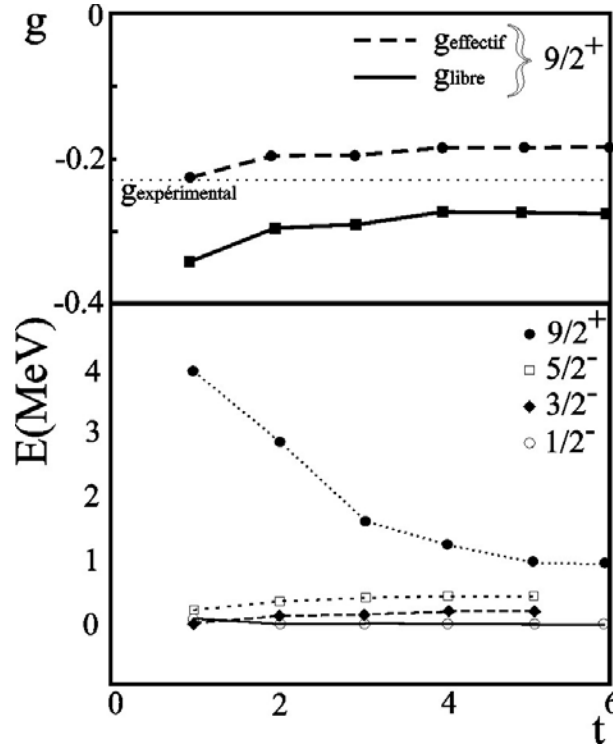 g
0
-0.2
-0.4
geffectif
glibre
9/2+
gexpérimental
E(MeV)
4
3
2
1
0
9/2+
5/2-
3/2-
1/2-
0
2
4
6
t